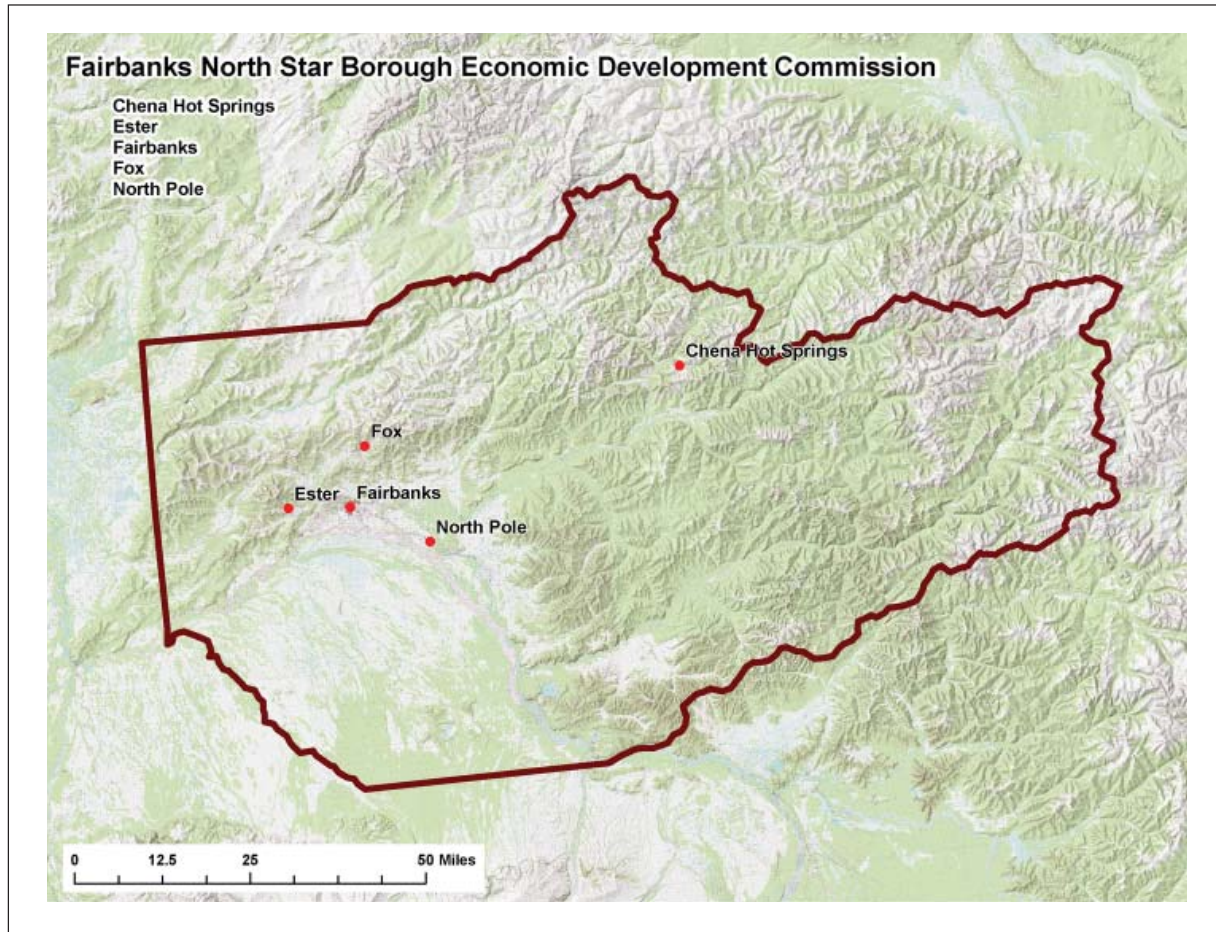 Fairbanks North Star Borough Economic Development Commission
Chena Hot Springs
Ester
Fairbanks
Fox
North Pole
Chena Hot Springs
Fox
Ester
Fairbanks
North Pole
0 12.5 25 50 Miles